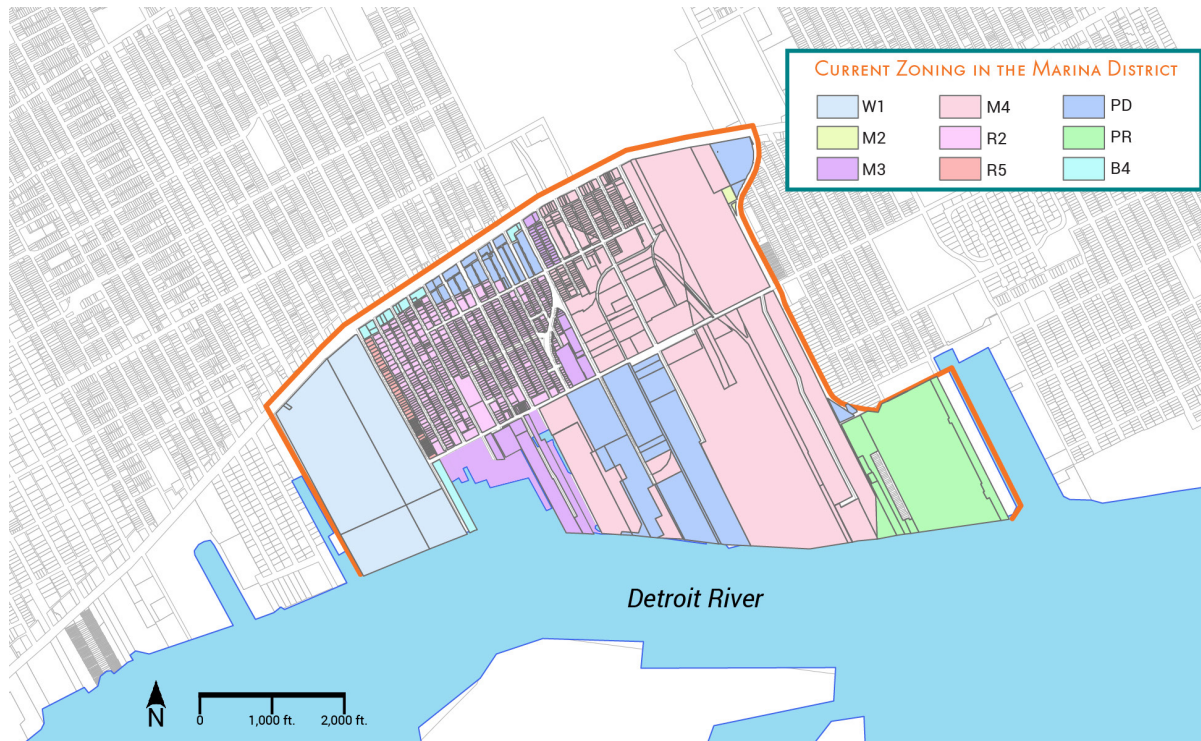 CURRENT ZONING IN THE MARINA DISTRICT
W1 M4 PD
M2 R2 PR
M3 R5 B4
Detroit River
N
0 1,000 ft. 2,000 ft.